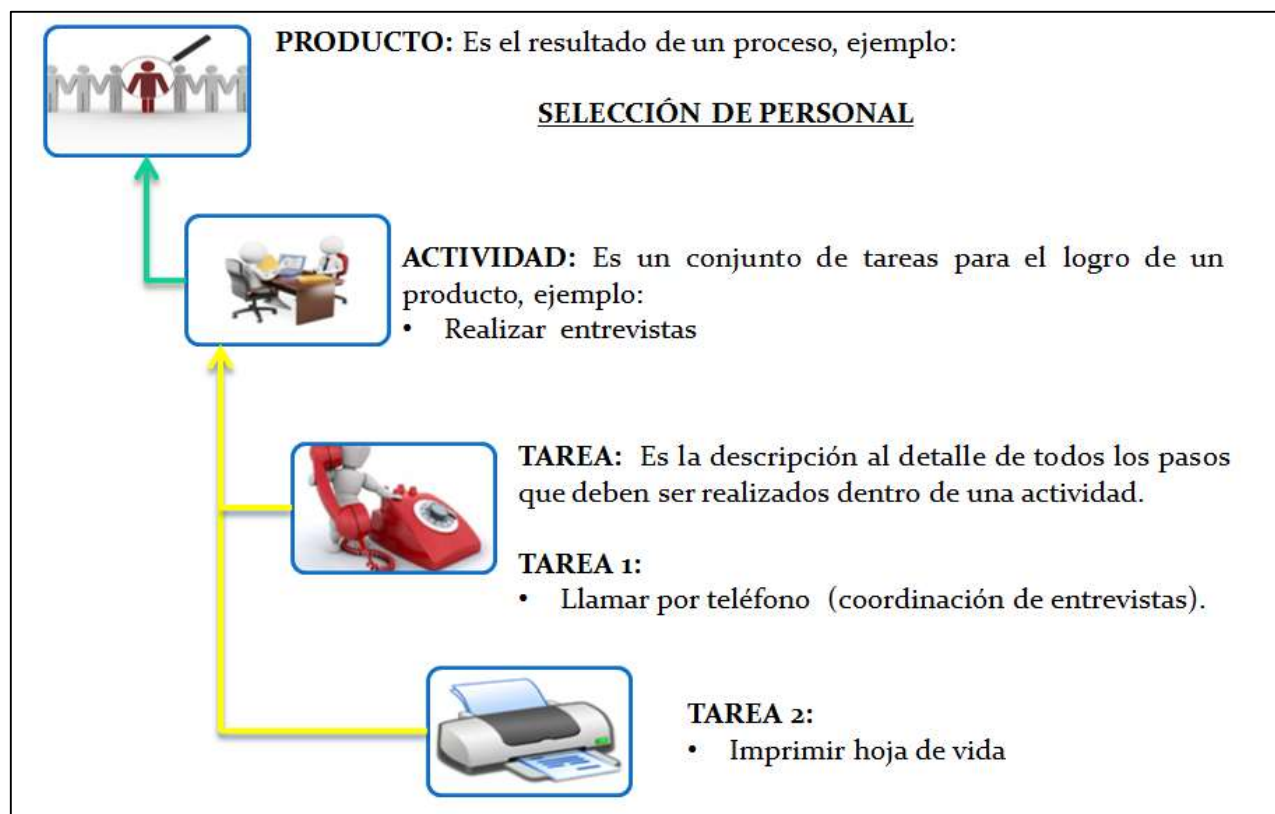 PRODUCTO: Es el resultado de un proceso, ejemplo:
SELECCIÓN DE PERSONAL
ACTIVIDAD: Es un conjunto de tareas para el logro de un
producto, ejemplo:
• Realizar entrevistas
TAREA: Es la descripción al detalle de todos los pasos
que deben ser realizados dentro de una actividad.
TAREA 1:
• Llamar por teléfono (coordinación de entrevistas).
TAREA 2:
• Imprimir hoja de vida